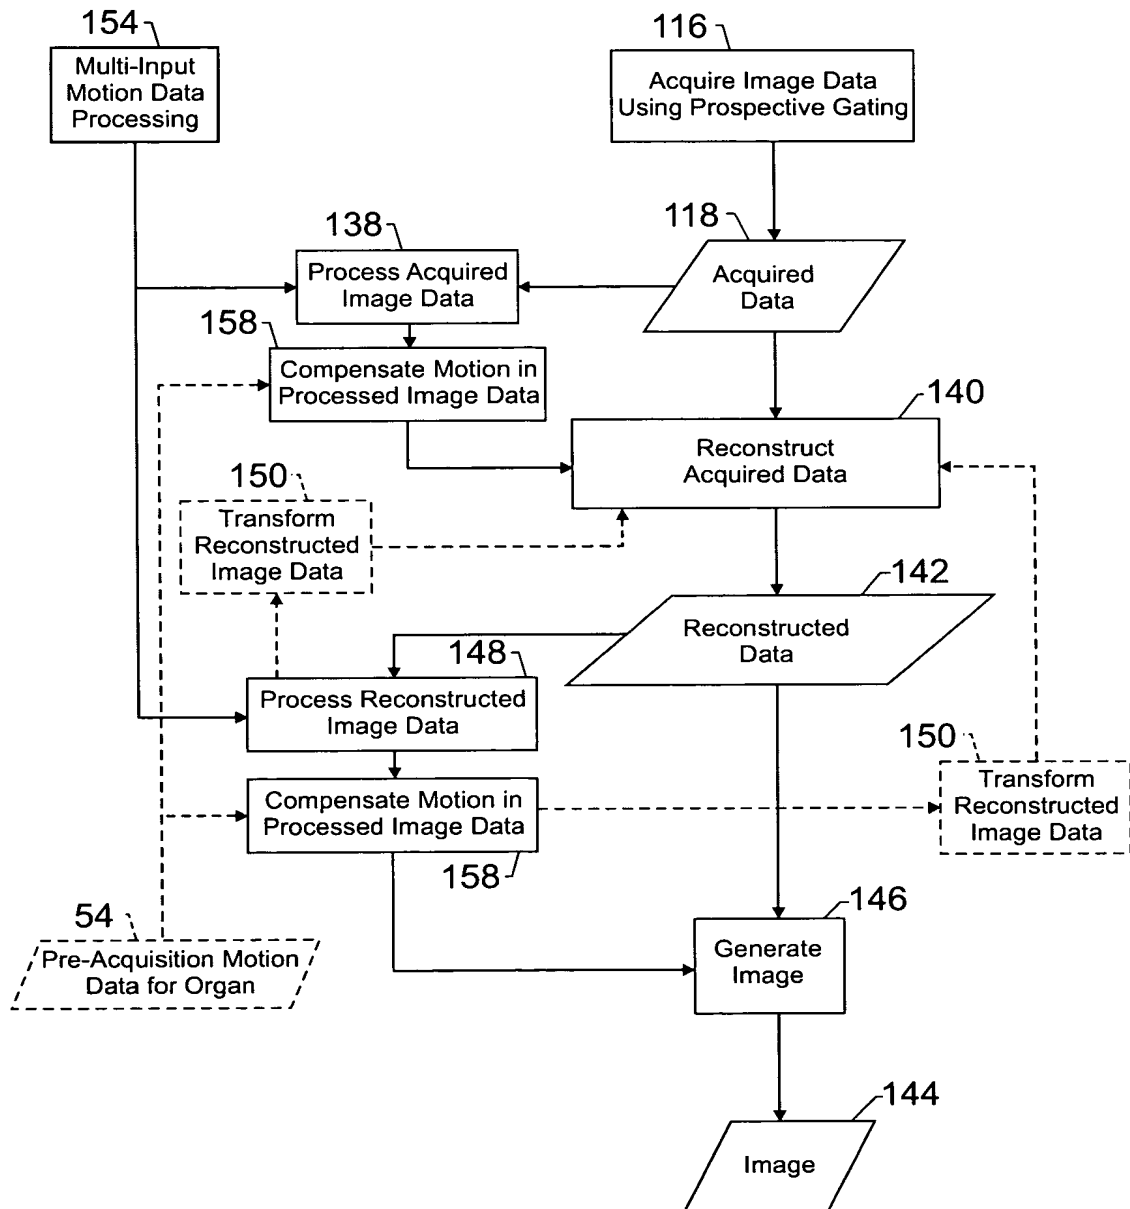 154
Multi-Input
Motion Data
Processing
116
Acquire Image Data
Using Prospective Gating
118
Acquired
Data
138
Process Acquired
Image Data
158
Compensate Motion in
Processed Image Data
140
Reconstruct
Acquired Data
150
Transform
Reconstructed
Image Data
142
Reconstructed
Data
148
Process Reconstructed
Image Data
150
Transform
Reconstructed
Image Data
Compensate Motion in
Processed Image Data
158
54
Pre-Acquisition Motion
Data for Organ
146
Generate
Image
144
Image